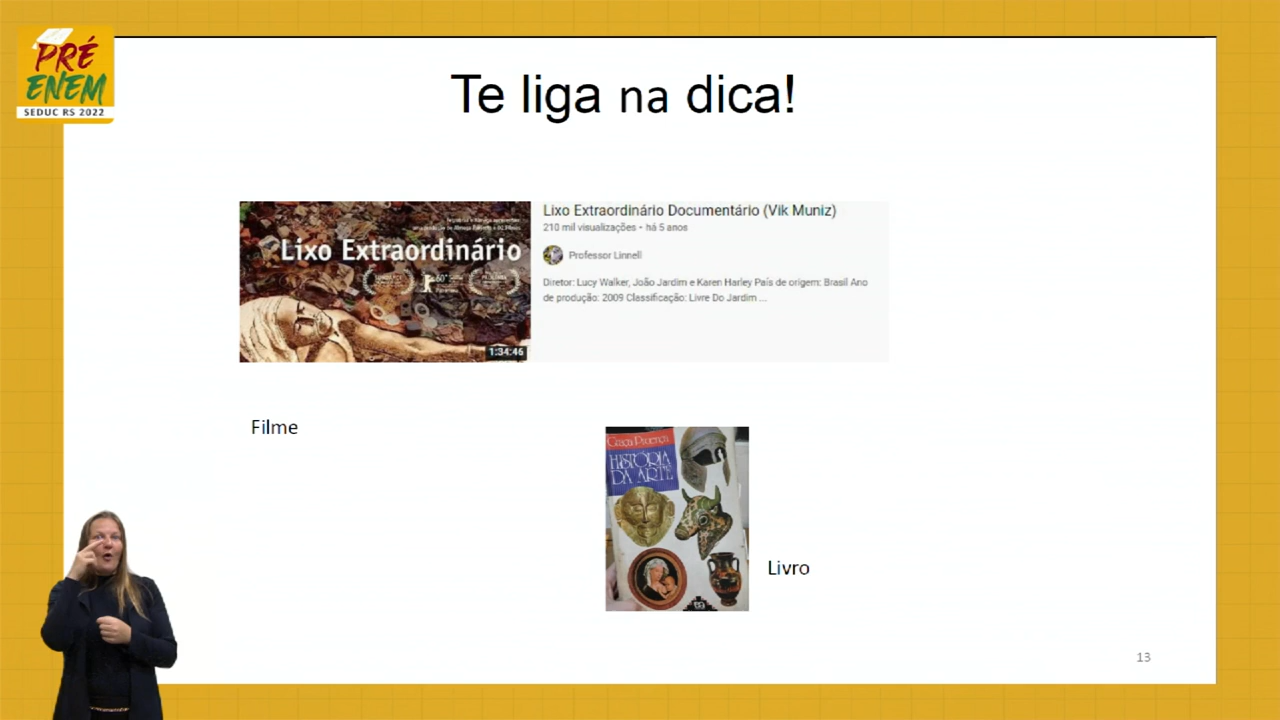 PRÉ
ENEM
SEDUC RS 2022
Te liga na dica!
Lixo Extraordinário
60
1:34:46
Lixo Extraordinário Documentário (Vik Muniz)
210 mil visualizações • há 5 anos
Professor Linnell
Diretor: Lucy Walker, João Jardim e Karen Harley País de origem: Brasil Ano
de produção: 2009 Classificação: Livre Do Jardim ...
Filme
Graça Proença
HISTÓRIA
DA ARTE
Livro
13